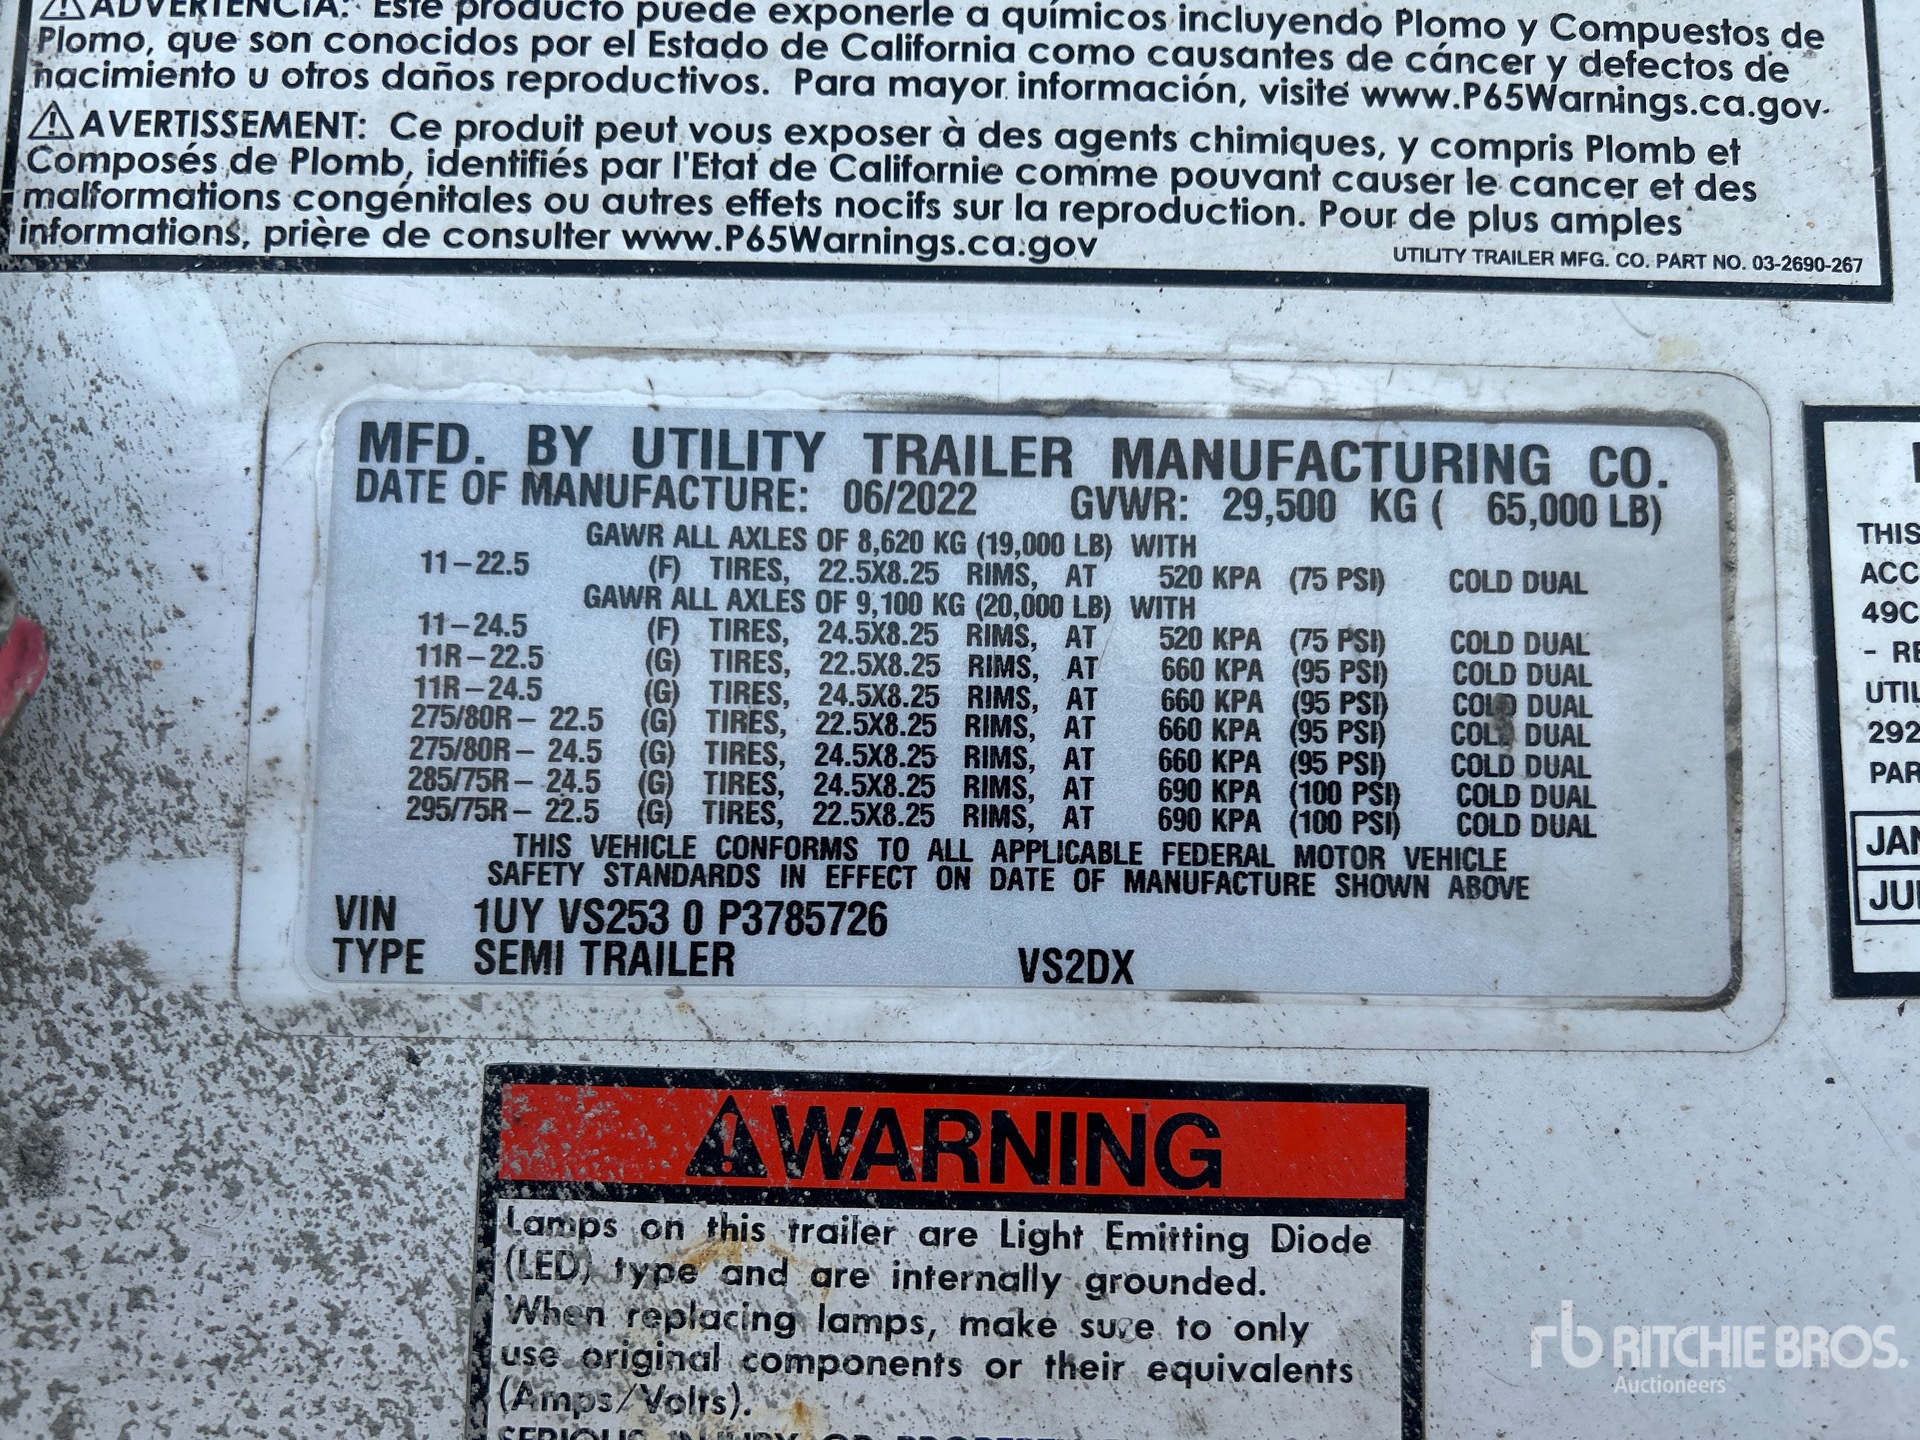 ⚠ADVERTENCIA: Este producto puede exponerle a químicos incluyendo Plomo y Compuestos de
Plomo, que son conocidos por el Estado de California como causantes de cáncer y defectos de
nacimiento u otros daños reproductivos. Para mayor información, visite www.P65Warnings.ca.gov.
⚠AVERTISSEMENT: Ce produit peut vous exposer à des agents chimiques, y compris Plomb et
Composés de Plomb, identifiés par l'Etat de Californie comme pouvant causer le cancer et des
malformations congénitales ou autres effets nocifs sur la reproduction. Pour de plus amples
informations, prière de consulter www.P65Warnings.ca.gov
UTILITY TRAILER MFG. CO. PART NO. 03-2690-267
MFD. BY UTILITY TRAILER MANUFACTURING CO.
DATE OF MANUFACTURE: 06/2022 GVWR: 29,500 KG ( 65,000 LB)
GAWR ALL AXLES OF 8,620 KG (19,000 LB) WITH
11-22.5 (F) TIRES, 22.5X8.25 RIMS, AT 520 KPA (75 PSI) COLD DUAL
GAWR ALL AXLES OF 9,100 KG (20,000 LB) WITH
11-24.5 (F) TIRES, 24.5X8.25 RIMS, AT 520 KPA (75 PSI) COLD DUAL
11R-22.5 (G) TIRES, 22.5X8.25 RIMS, AT 660 KPA (95 PSI) COLD DUAL
11R-24.5 (G) TIRES, 24.5X8.25 RIMS, AT 660 KPA (95 PSI) COLD DUAL
275/80R- 22.5 (G) TIRES, 22.5X8.25 RIMS, AT 660 KPA (95 PSI) COLD DUAL
275/80R- 24.5 (G) TIRES, 24.5X8.25 RIMS, AT 660 KPA (95 PSI) COLD DUAL
285/75R- 24.5 (G) TIRES, 24.5X8.25 RIMS, AT 690 KPA (100 PSI) COLD DUAL
295/75R- 22.5 (G) TIRES, 22.5X8.25 RIMS, AT 690 KPA (100 PSI) COLD DUAL
THIS VEHICLE CONFORMS TO ALL APPLICABLE FEDERAL MOTOR VEHICLE
SAFETY STANDARDS IN EFFECT ON DATE OF MANUFACTURE SHOWN ABOVE
VIN 1UY VS253 0 P3785726
TYPE SEMI TRAILER VS2DX
THIS
ACC
49C
- RE
UTIL
292
PAR
JAN
JU
⚠WARNING
Lamps on this trailer are Light Emitting Diode
(LED) type and are internally grounded.
When replacing lamps, make sure to only
use original components or their equivalents
(Amps/Volts).
SERIOUS INJURY OR
rb RITCHIE BROS.
Auctioneers